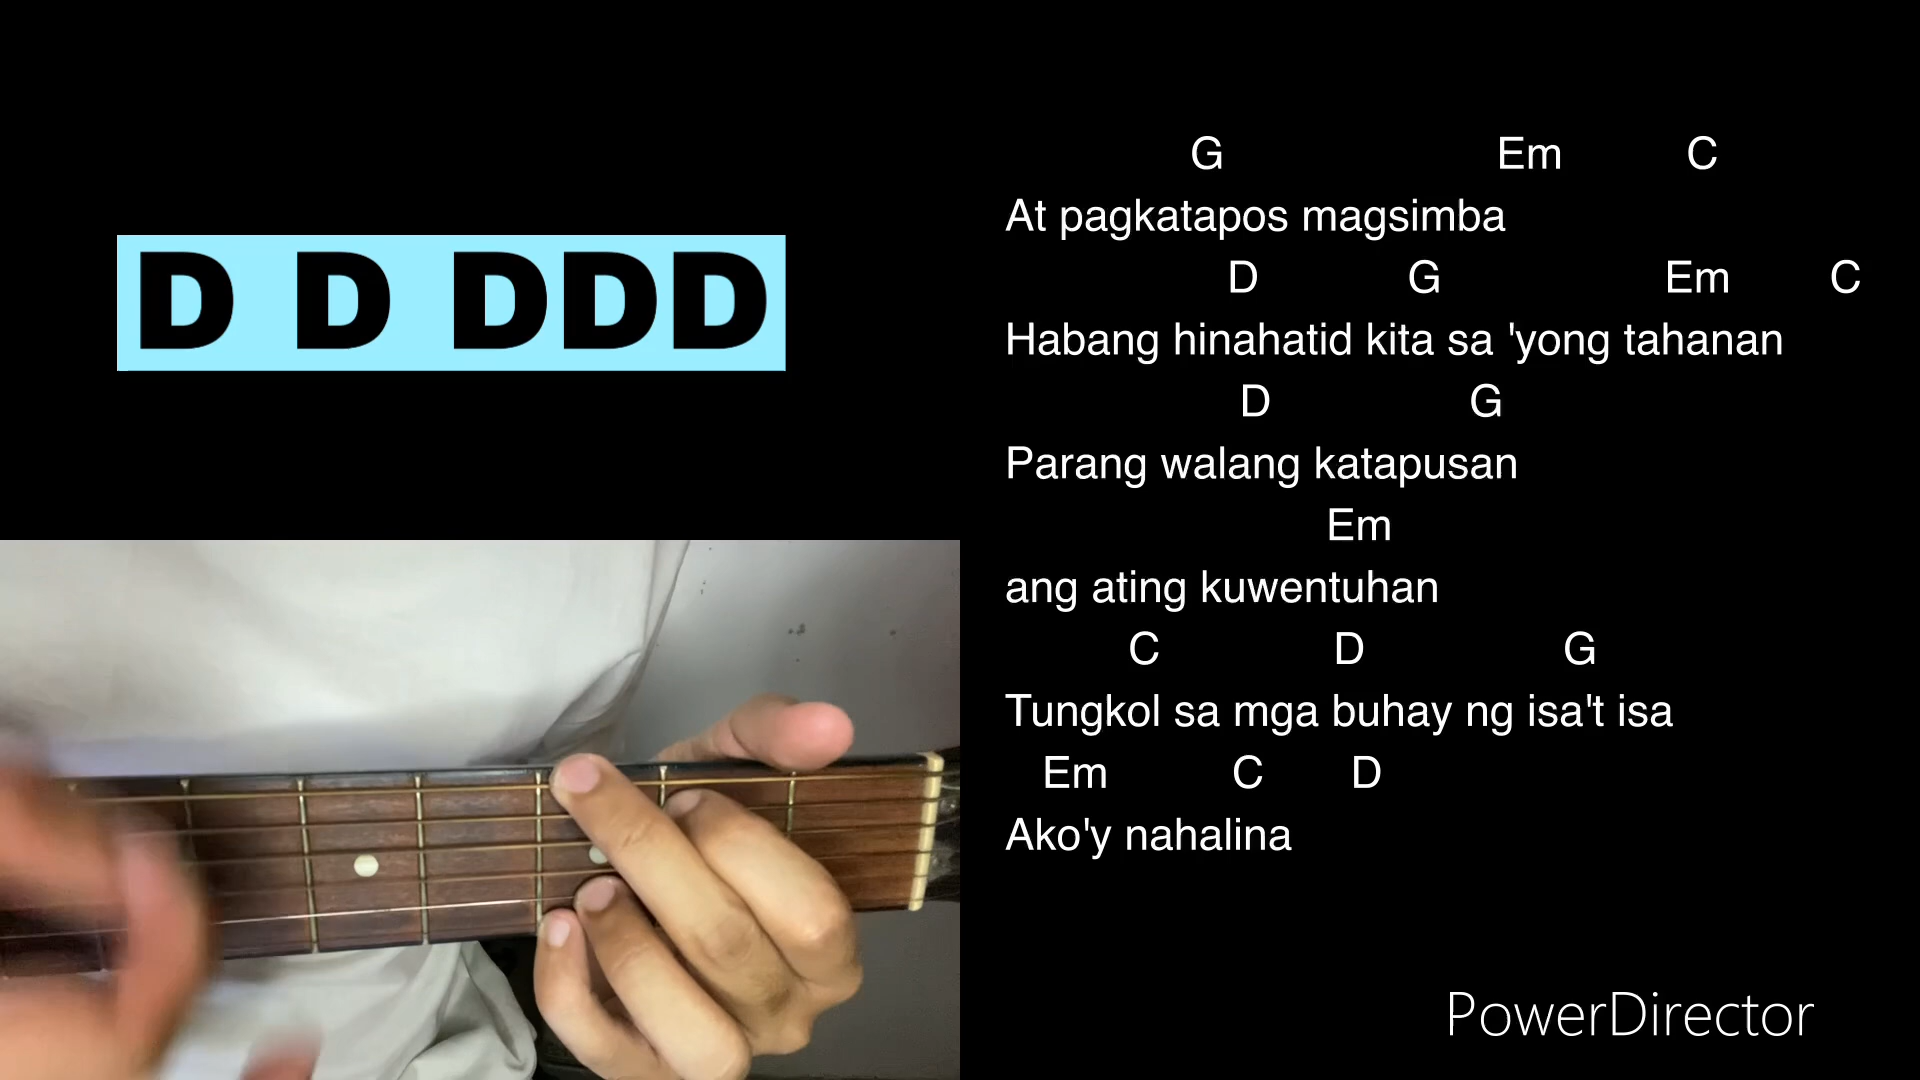 D D DDD
G Em C
At pagkatapos magsimba
D G Em C
Habang hinahatid kita sa 'yong tahanan
D G
Parang walang katapusan
Em
ang ating kuwentuhan
C D G
Tungkol sa mga buhay ng isa't isa
Em C D
Ako'y nahalina
PowerDirector